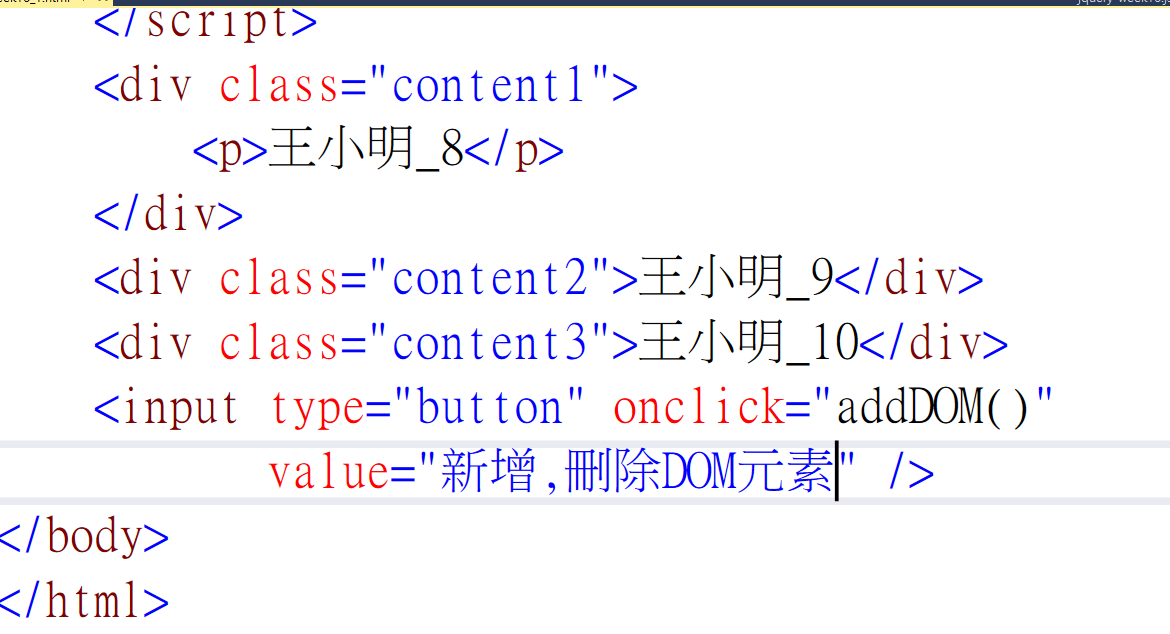 </script>
<div class="content1">
<p>王小明_8</p>
</div>
<div class="content2">王小明_9</div>
<div class="content3">王小明_10</div>
<input type="button" onclick="addDOM()"
value="新增,刪除DOM元素" />
</body>
</html>